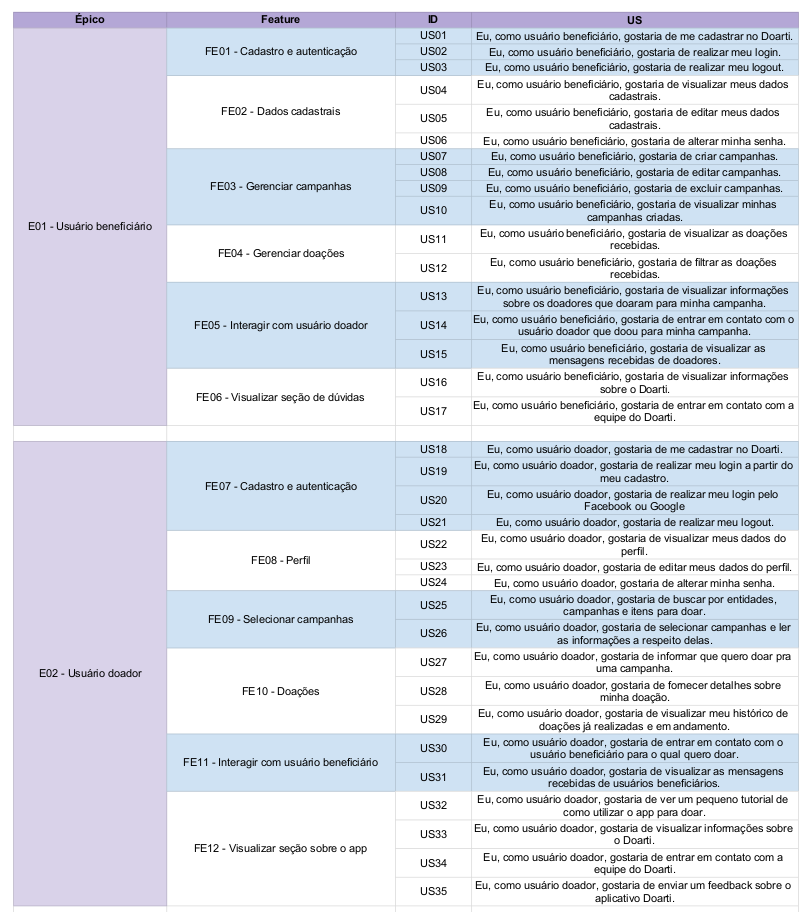 Épico Feature ID US
E01 - Usuário beneficiário
FE01 - Cadastro e autenticação
US01 Eu, como usuário beneficiário, gostaria de me cadastrar no Doarti.
US02 Eu, como usuário beneficiário, gostaria de realizar meu login.
US03 Eu, como usuário beneficiário, gostaria de realizar meu logout.
FE02 - Dados cadastrais
US04 Eu, como usuário beneficiário, gostaria de visualizar meus dados
cadastrais.
US05 Eu, como usuário beneficiário, gostaria de editar meus dados
cadastrais.
US06 Eu, como usuário beneficiário, gostaria de alterar minha senha.
FE03 - Gerenciar campanhas
US07 Eu, como usuário beneficiário, gostaria de criar campanhas.
US08 Eu, como usuário beneficiário, gostaria de editar campanhas.
US09 Eu, como usuário beneficiário, gostaria de excluir campanhas.
US10 Eu, como usuário beneficiário, gostaria de visualizar minhas
campanhas criadas.
FE04 - Gerenciar doações
US11 Eu, como usuário beneficiário, gostaria de visualizar as doações
recebidas.
US12 Eu, como usuário beneficiário, gostaria de filtrar as doações
recebidas.
FE05 - Interagir com usuário doador
US13 Eu, como usuário beneficiário, gostaria de visualizar informações
sobre os doadores que doaram para minha campanha.
US14 Eu, como usuário beneficiário, gostaria de entrar em contato com o
usuário doador que doou para minha campanha.
US15 Eu, como usuário beneficiário, gostaria de visualizar as
mensagens recebidas de doadores.
FE06 - Visualizar seção de dúvidas
US16 Eu, como usuário beneficiário, gostaria de visualizar informações
sobre o Doarti.
US17 Eu, como usuário beneficiário, gostaria de entrar em contato com a
equipe do Doarti.
E02 - Usuário doador
FE07 - Cadastro e autenticação
US18 Eu, como usuário doador, gostaria de me cadastrar no Doarti.
US19 Eu, como usuário doador, gostaria de realizar meu login a partir do
meu cadastro.
US20 Eu, como usuário doador, gostaria de realizar meu login pelo
Facebook ou Google
US21 Eu, como usuário doador, gostaria de realizar meu logout.
FE08 - Perfil
US22 Eu, como usuário doador, gostaria de visualizar meus dados do
perfil.
US23 Eu, como usuário doador, gostaria de editar meus dados do perfil.
US24 Eu, como usuário doador, gostaria de alterar minha senha.
FE09 - Selecionar campanhas
US25 Eu, como usuário doador, gostaria de buscar por entidades,
campanhas e itens para doar.
US26 Eu, como usuário doador, gostaria de selecionar campanhas e ler
as informações a respeito delas.
FE10 - Doações
US27 Eu, como usuário doador, gostaria de informar que quero doar pra
uma campanha.
US28 Eu, como usuário doador, gostaria de fornecer detalhes sobre
minha doação.
US29 Eu, como usuário doador, gostaria de visualizar meu histórico de
doações já realizadas e em andamento.
FE11 - Interagir com usuário beneficiário
US30 Eu, como usuário doador, gostaria de entrar em contato com o
usuário beneficiário para o qual quero doar.
US31 Eu, como usuário doador, gostaria de visualizar as mensagens
recebidas de usuários beneficiários.
FE12 - Visualizar seção sobre o app
US32 Eu, como usuário doador, gostaria de ver um pequeno tutorial de
como utilizar o app para doar.
US33 Eu, como usuário doador, gostaria de visualizar informações sobre
o Doarti.
US34 Eu, como usuário doador, gostaria de entrar em contato com a
equipe do Doarti.
US35 Eu, como usuário doador, gostaria de enviar um feedback sobre o
aplicativo Doarti.